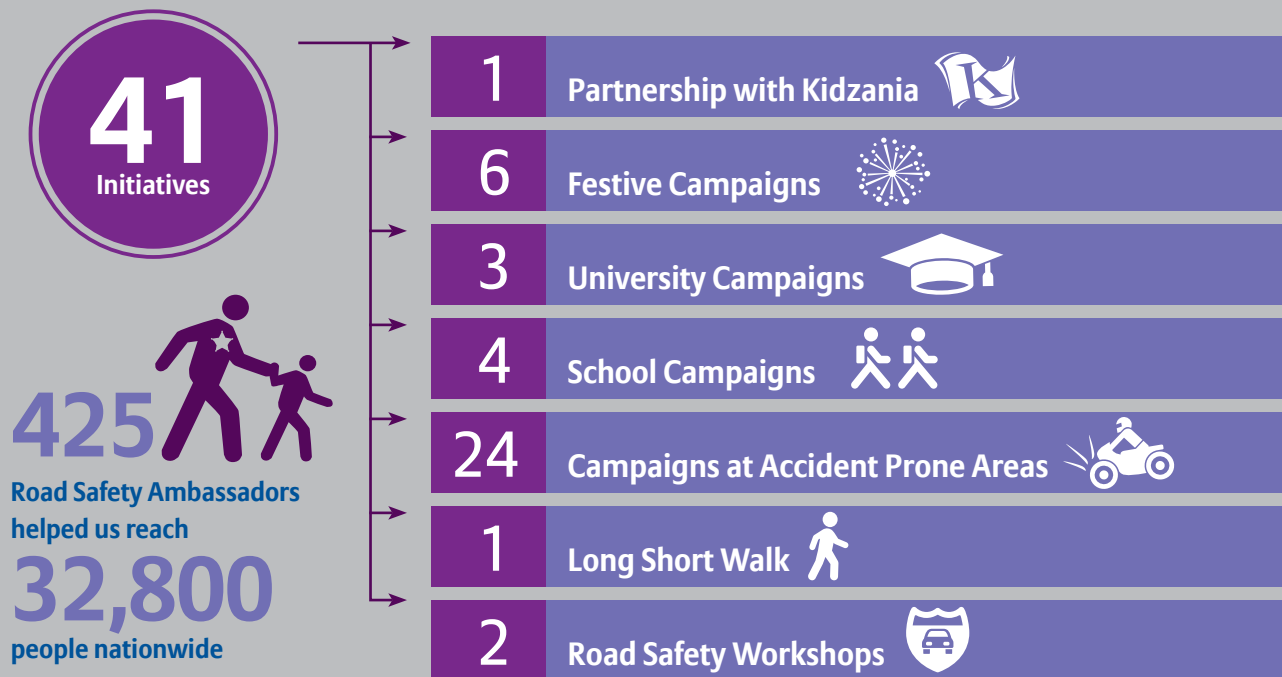 41
Initiatives
425
Road Safety Ambassadors
helped us reach
32,800
people nationwide
1 Partnership with Kidzania K
6 Festive Campaigns
3 University Campaigns
4 School Campaigns
24 Campaigns at Accident Prone Areas
1 Long Short Walk
2 Road Safety Workshops